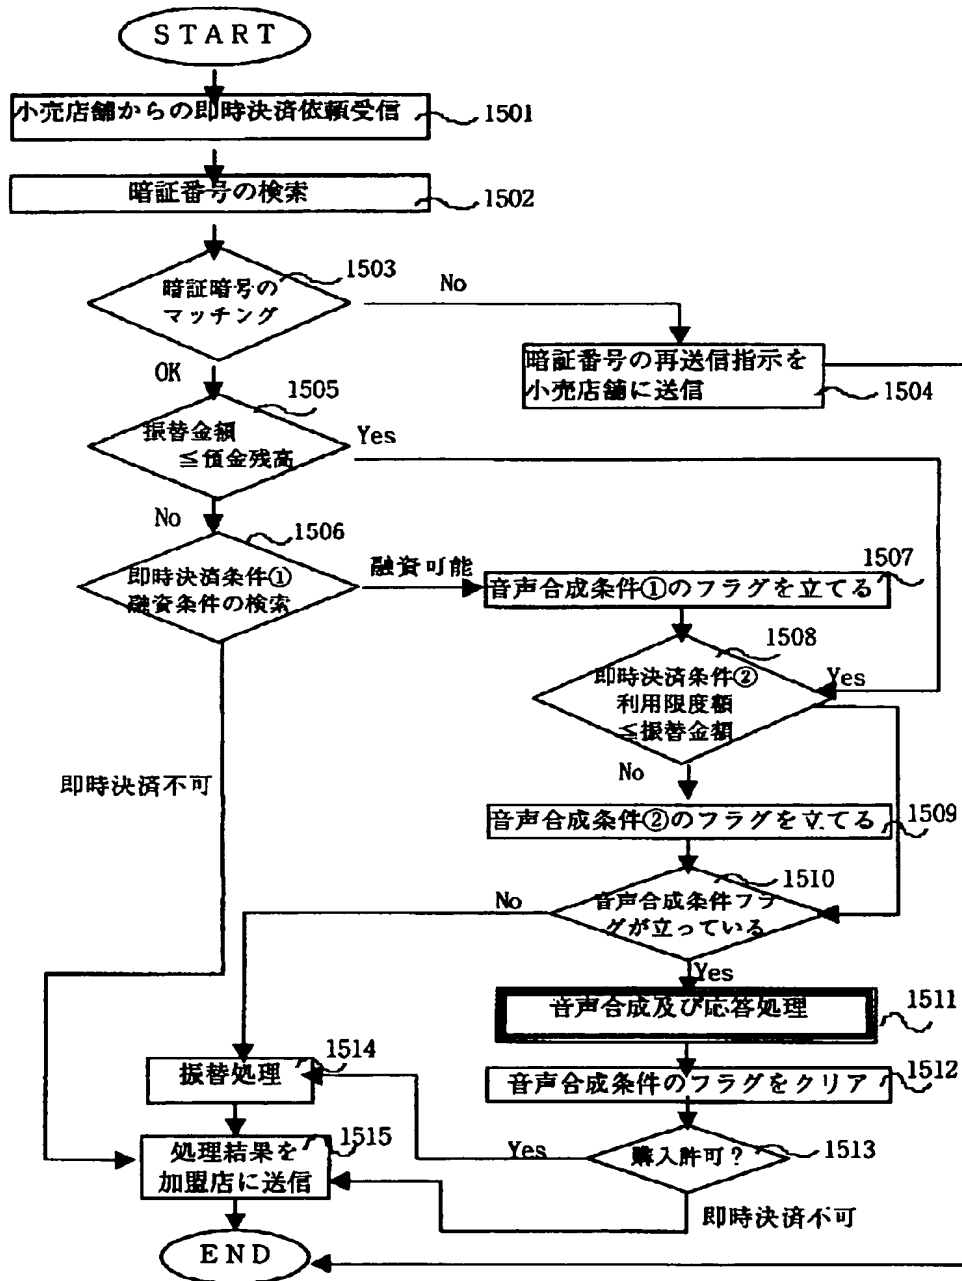 START
小売店舗からの即時決済依頼受信
1501
暗証番号の検索
1502
暗証暗号の
マッチング
1503
No
暗証番号の再送信指示を
小売店舗に送信
1504
OK
振替金額
≦預金残高
1505
Yes
No
即時決済条件①
融資条件の検索
1506
融資可能
音声合成条件①のフラグを立てる
1507
即時決済条件②
利用限度額
≦振替金額
1508
Yes
No
即時決済不可
音声合成条件②のフラグを立てる
1509
音声合成条件フラ
グが立っている
1510
No
Yes
音声合成及び応答処理
1511
音声合成条件のフラグをクリア
1512
購入許可?
1513
Yes
即時決済不可
振替処理
1514
処理結果を
加盟店に送信
1515
END